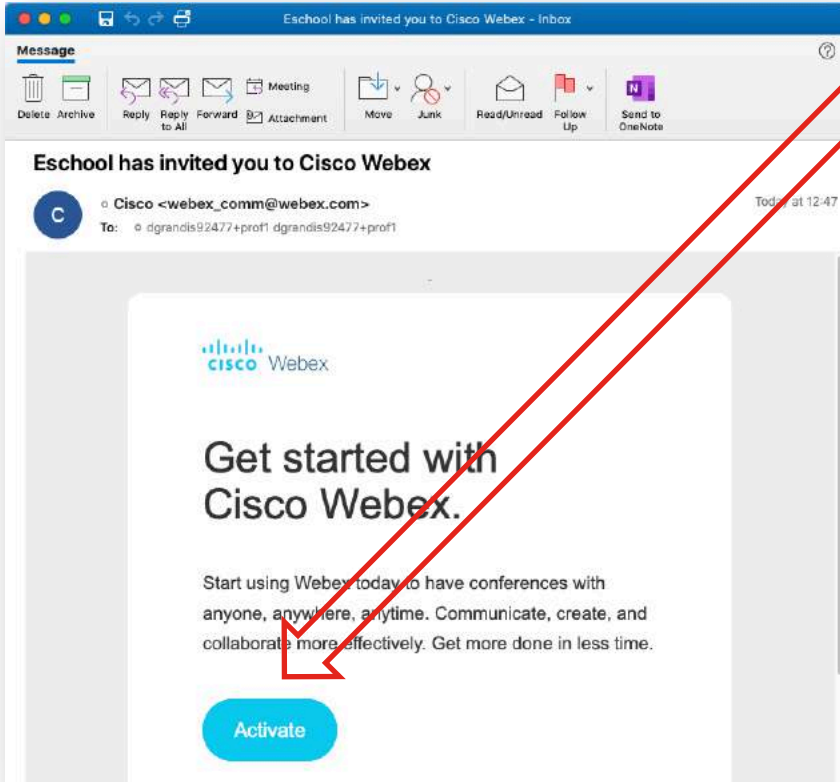 Eschool has invited you to Cisco Webex - Inbox
Message
Delete Archive Reply Reply to All Forward Meeting Attachment Move Junk Read/Unread Follow Up Send to OneNote
Eschool has invited you to Cisco Webex
C
Cisco <webex_comm@webex.com>
Today at 12:47
To: dgrandis92477+prof1 dgrandis92477+prof1
CISCO Webex
Get started with
Cisco Webex.
Start using Webex today to have conferences with
anyone, anywhere, anytime. Communicate, create, and
collaborate more effectively. Get more done in less time.
Activate